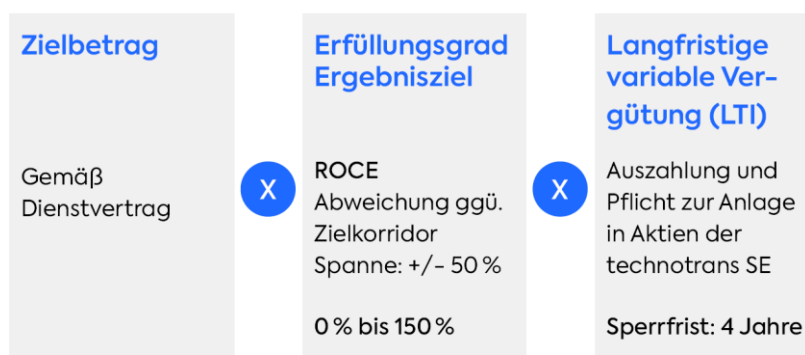 Zielbetrag
Gemäß
Dienstvertrag
X
Erfüllungsgrad
Ergebnisziel
ROCE
Abweichung ggü.
Zielkorridor
Spanne: +/- 50 %
0 % bis 150 %
X
Langfristige
variable Ver-
gütung (LTI)
Auszahlung und
Pflicht zur Anlage
in Aktien der
technotrans SE
Sperrfrist: 4 Jahre